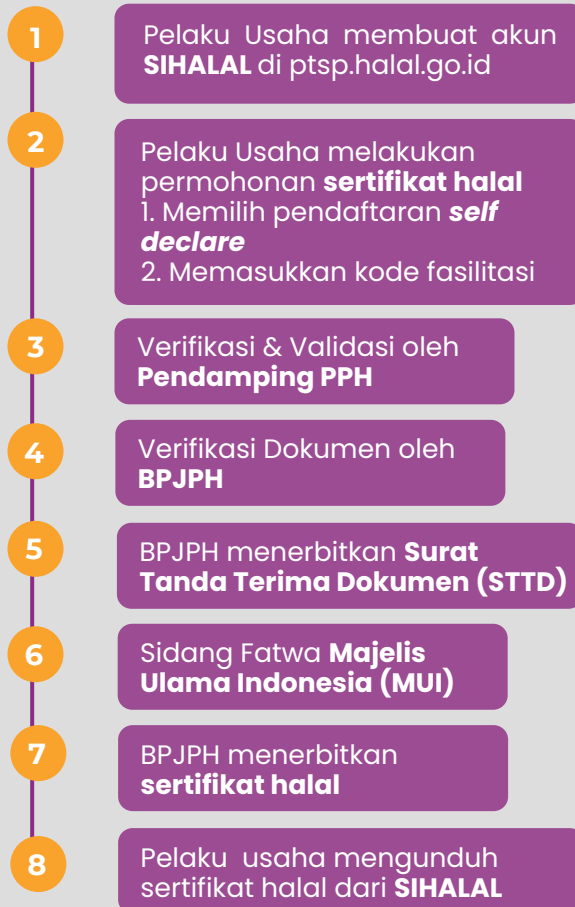 1
Pelaku Usaha membuat akun
SIHALAL di ptsp.halal.go.id
2
Pelaku Usaha melakukan
permohonan sertifikat halal
1. Memilih pendaftaran self
declare
2. Memasukkan kode fasilitasi
3
Verifikasi & Validasi oleh
Pendamping PPH
4
Verifikasi Dokumen oleh
BPJPH
5
BPJPH menerbitkan Surat
Tanda Terima Dokumen (STTD)
6
Sidang Fatwa Majelis
Ulama Indonesia (MUI)
7
BPJPH menerbitkan
sertifikat halal
8
Pelaku usaha mengunduh
sertifikat halal dari SIHALAL